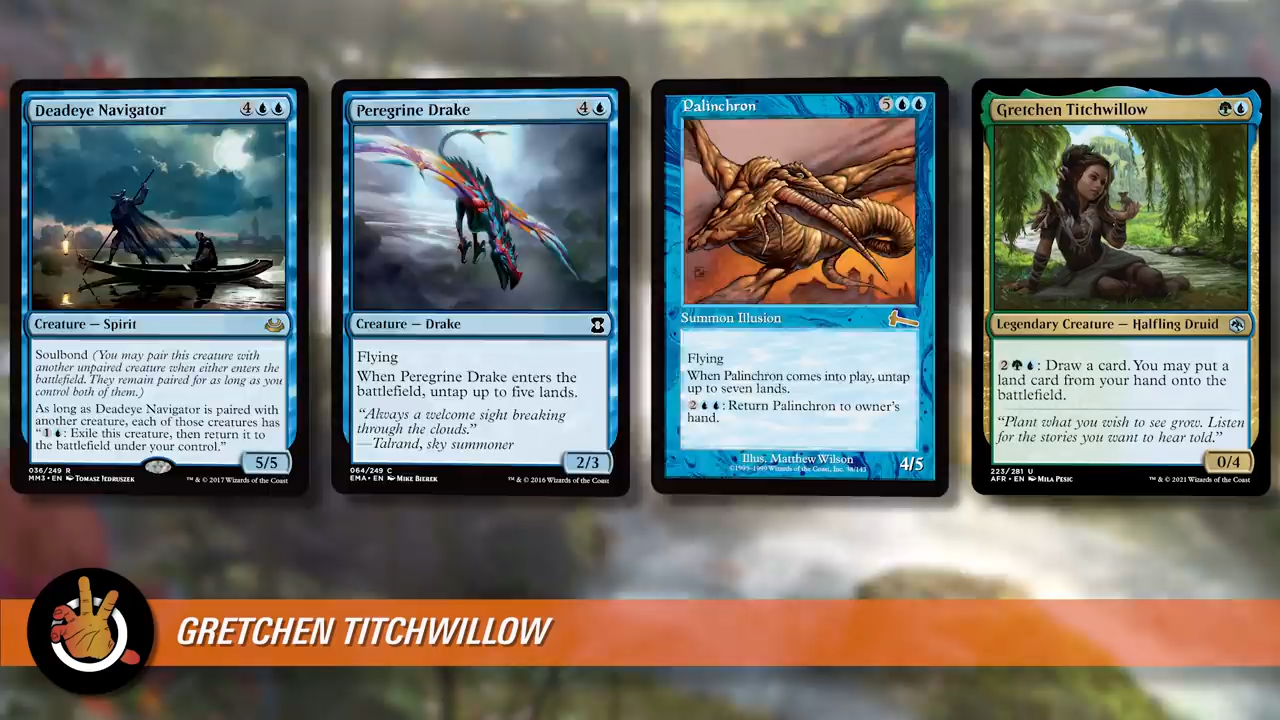 Deadeye Navigator 4
Creature — Spirit
Soulbond (You may pair this creature with
another unpaired creature when either enters the
battlefield. They remain paired for as long as you
control both of them.)
As long as Deadeye Navigator is paired with
another creature, each of those creatures has
“1: Exile this creature, then return it to
the battlefield under your control.”
5/5
036/249 R
MM3 • EN Tomasz Jedruszek ™ & © 2017 Wizards of the Coast
Peregrine Drake 4
Creature — Drake
Flying
When Peregrine Drake enters the
battlefield, untap up to five lands.
“Always a welcome sight breaking
through the clouds.”
—Talrand, sky summoner
2/3
064/249 C
EMA • EN Mike Bierek ™ & © 2016 Wizards of the Coast
Palinchron 5
Summon Illusion
Flying
When Palinchron comes into play, untap
up to seven lands.
2: Return Palinchron to owner’s
hand.
Illus. Matthew Wilson
4/5
Gretchen Titchwillow
Legendary Creature — Halfling Druid
2: Draw a card. You may put a
land card from your hand onto the
battlefield.
“Plant what you wish to see grow. Listen
for the stories you want to hear told.”
0/4
223/281 U
AFR • EN Mila Pesic ™ & © 2021 Wizards of the Coast
GRETCHEN TITCHWILLOW